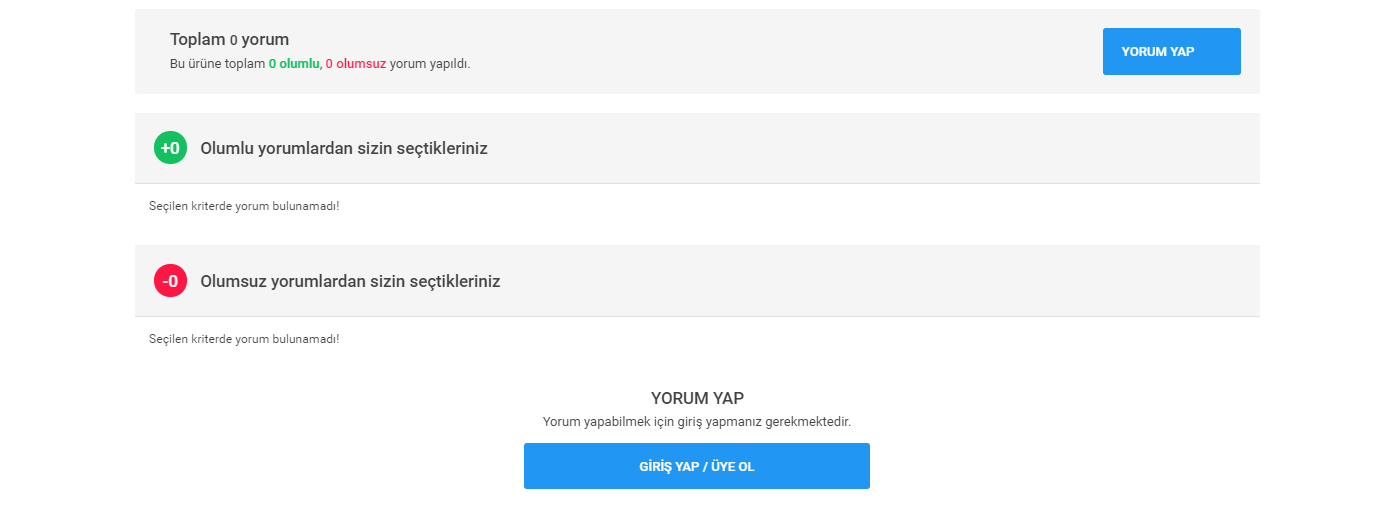 Toplam 0 yorum
Bu ürüne toplam 0 olumlu, 0 olumsuz yorum yapıldı.
YORUM YAP
+0 Olumlu yorumlardan sizin seçtikleriniz
Seçilen kriterde yorum bulunamadı!
-0 Olumsuz yorumlardan sizin seçtikleriniz
Seçilen kriterde yorum bulunamadı!
YORUM YAP
Yorum yapabilmek için giriş yapmanız gerekmektedir.
GİRİŞ YAP / ÜYE OL